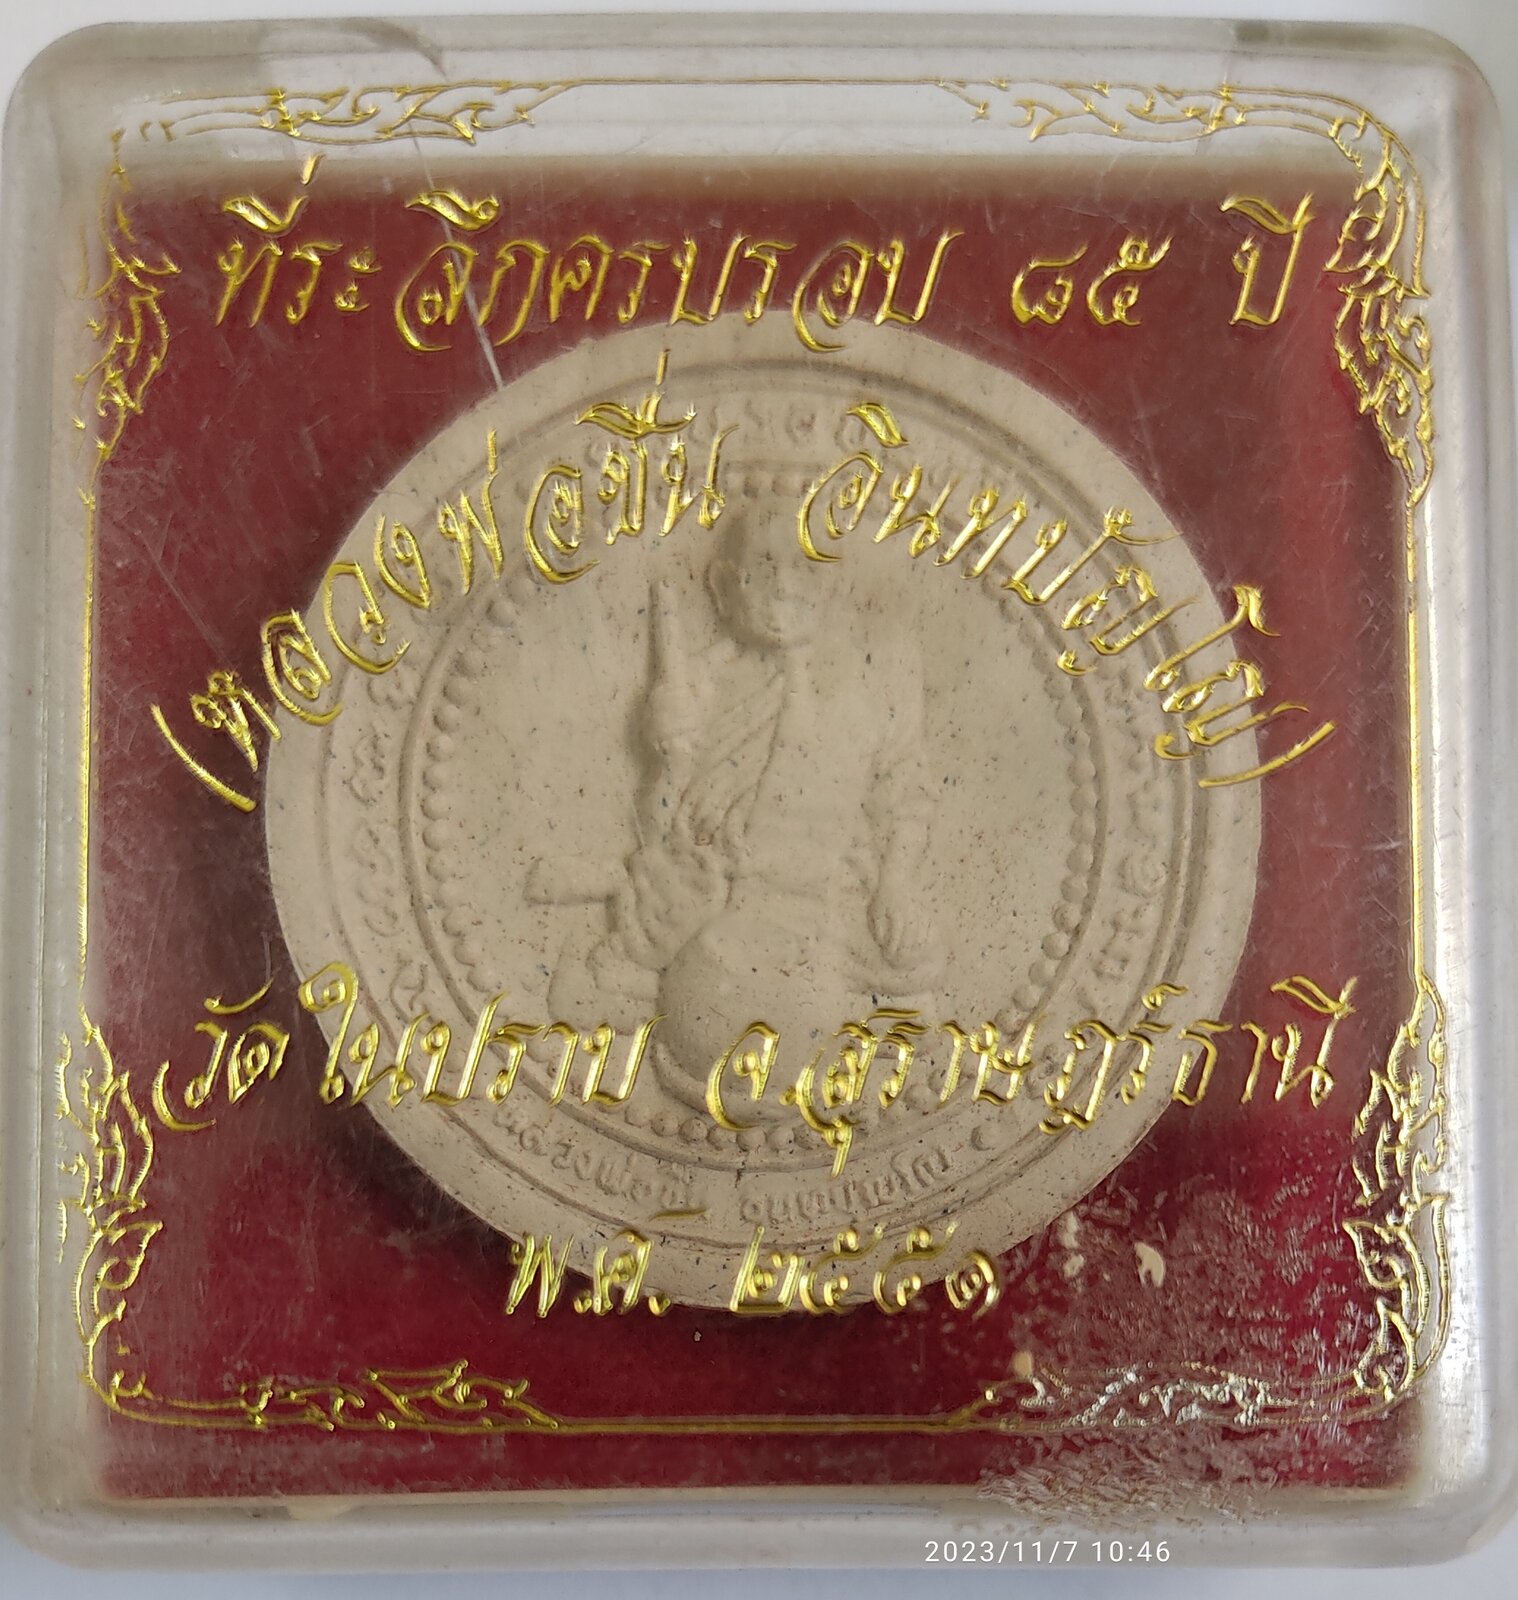 ที่ระลึกครบรอบ ๘๕ ปี
(หลวงพ่อชื่น อินทปัญโญ)
วัดในปราบ จ.สุราษฎร์ธานี
พ.ศ. ๒๕๕๑
2023/11/7 10:46